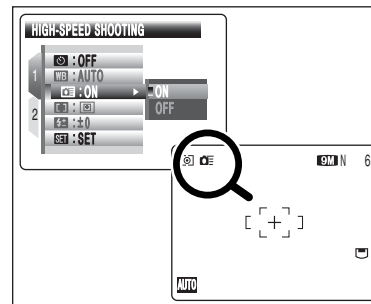 HIGH-SPEED SHOOTING
1
2
: OFF
WB : AUTO
: ON
ON
OFF
:
: ±0
SET : SET
9M N 6
AUTO